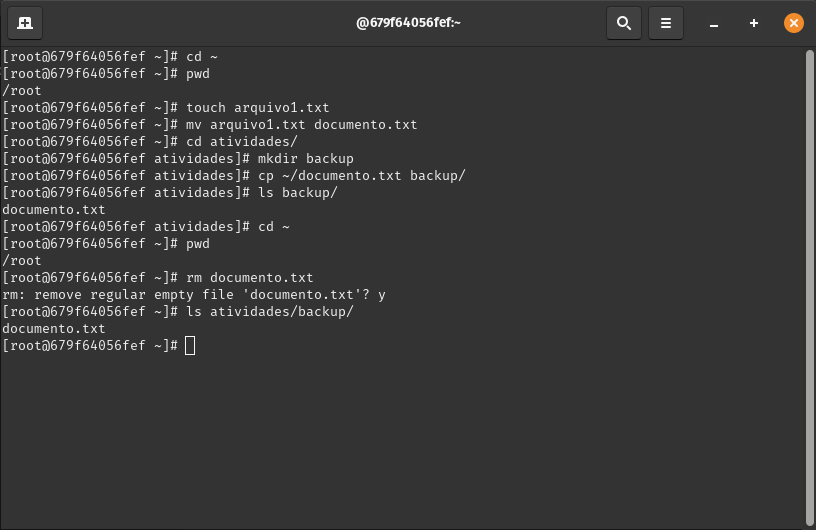 @679f64056fef:~
[root@679f64056fef ~]# cd ~
[root@679f64056fef ~]# pwd
/root
[root@679f64056fef ~]# touch arquivo1.txt
[root@679f64056fef ~]# mv arquivo1.txt documento.txt
[root@679f64056fef ~]# cd atividades/
[root@679f64056fef atividades]# mkdir backup
[root@679f64056fef atividades]# cp ~/documento.txt backup/
[root@679f64056fef atividades]# ls backup/
documento.txt
[root@679f64056fef atividades]# cd ~
[root@679f64056fef ~]# pwd
/root
[root@679f64056fef ~]# rm documento.txt
rm: remove regular empty file 'documento.txt'? y
[root@679f64056fef ~]# ls atividades/backup/
documento.txt
[root@679f64056fef ~]#